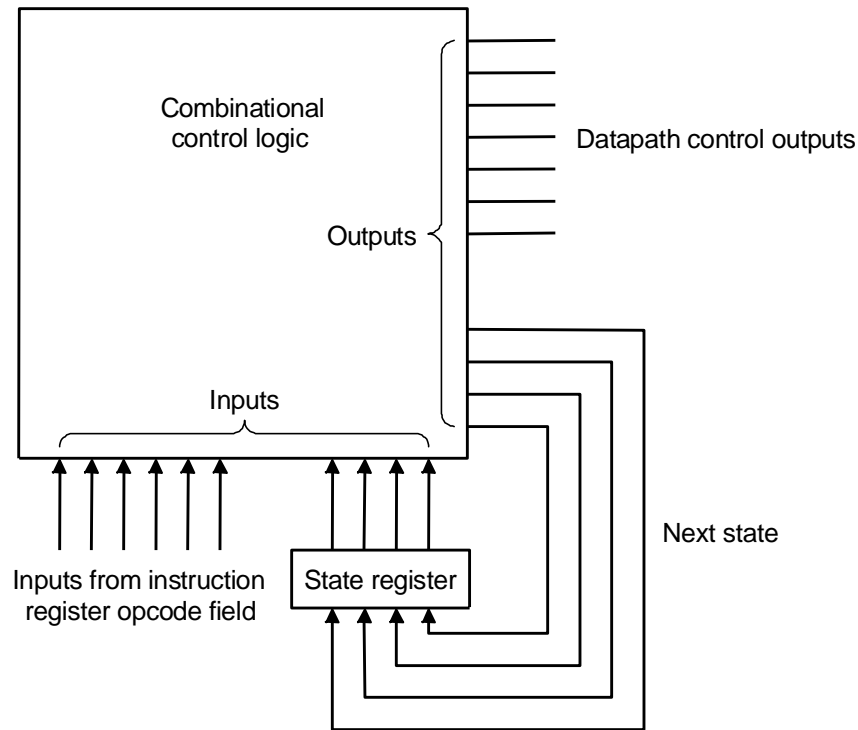 Combinational
control logic
Datapath control outputs
Outputs
Inputs
Next state
Inputs from instruction
register opcode field
State register